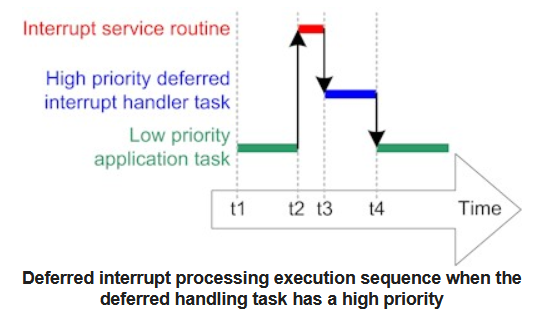 Interrupt service routine
High priority deferred
interrupt handler task
Low priority
application task
t1 t2 t3 t4 Time
Deferred interrupt processing execution sequence when the
deferred handling task has a high priority